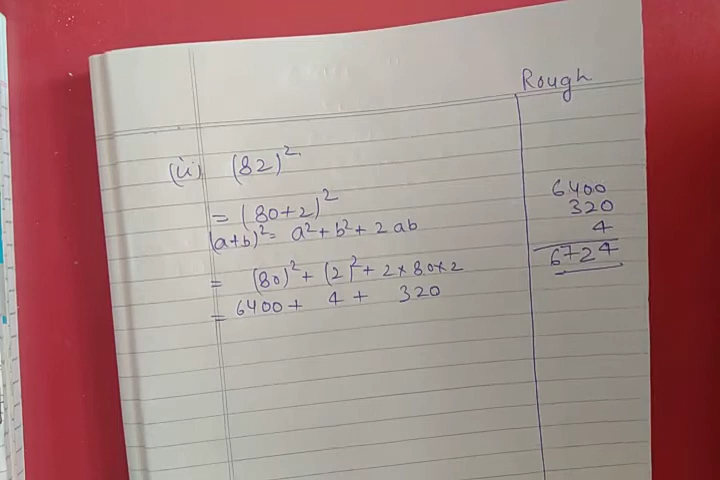 Rough
(ii) (82)².
= (80+2)²
(a+b)² = a² + b² + 2ab
= (80)² + (2)² + 2 × 80 × 2
= 6400 + 4 + 320
6400
320
4
6724